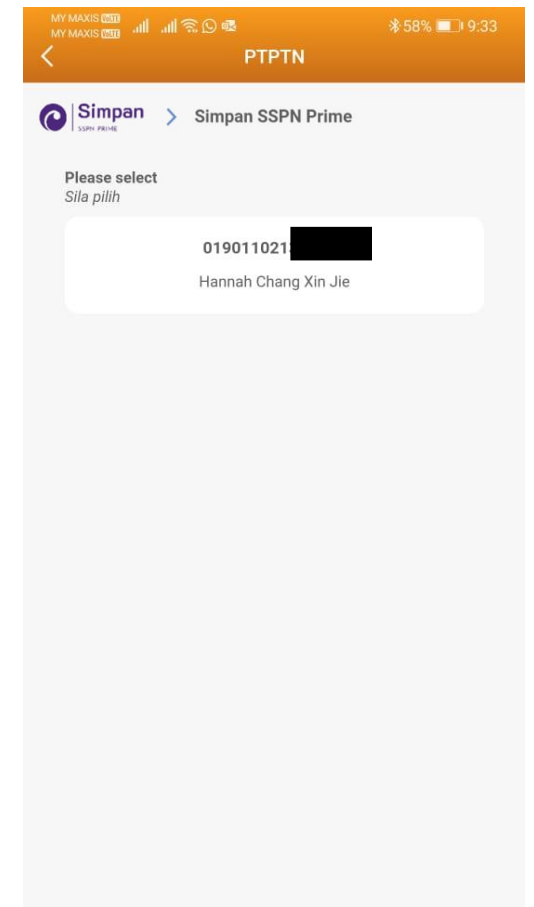 MY MAXIS VoLTE
MY MAXIS VoLTE
58% 9:33
PTPTN
Simpan
SSPN PRIME
> Simpan SSPN Prime
Please select
Sila pilih
019011021
Hannah Chang Xin Jie